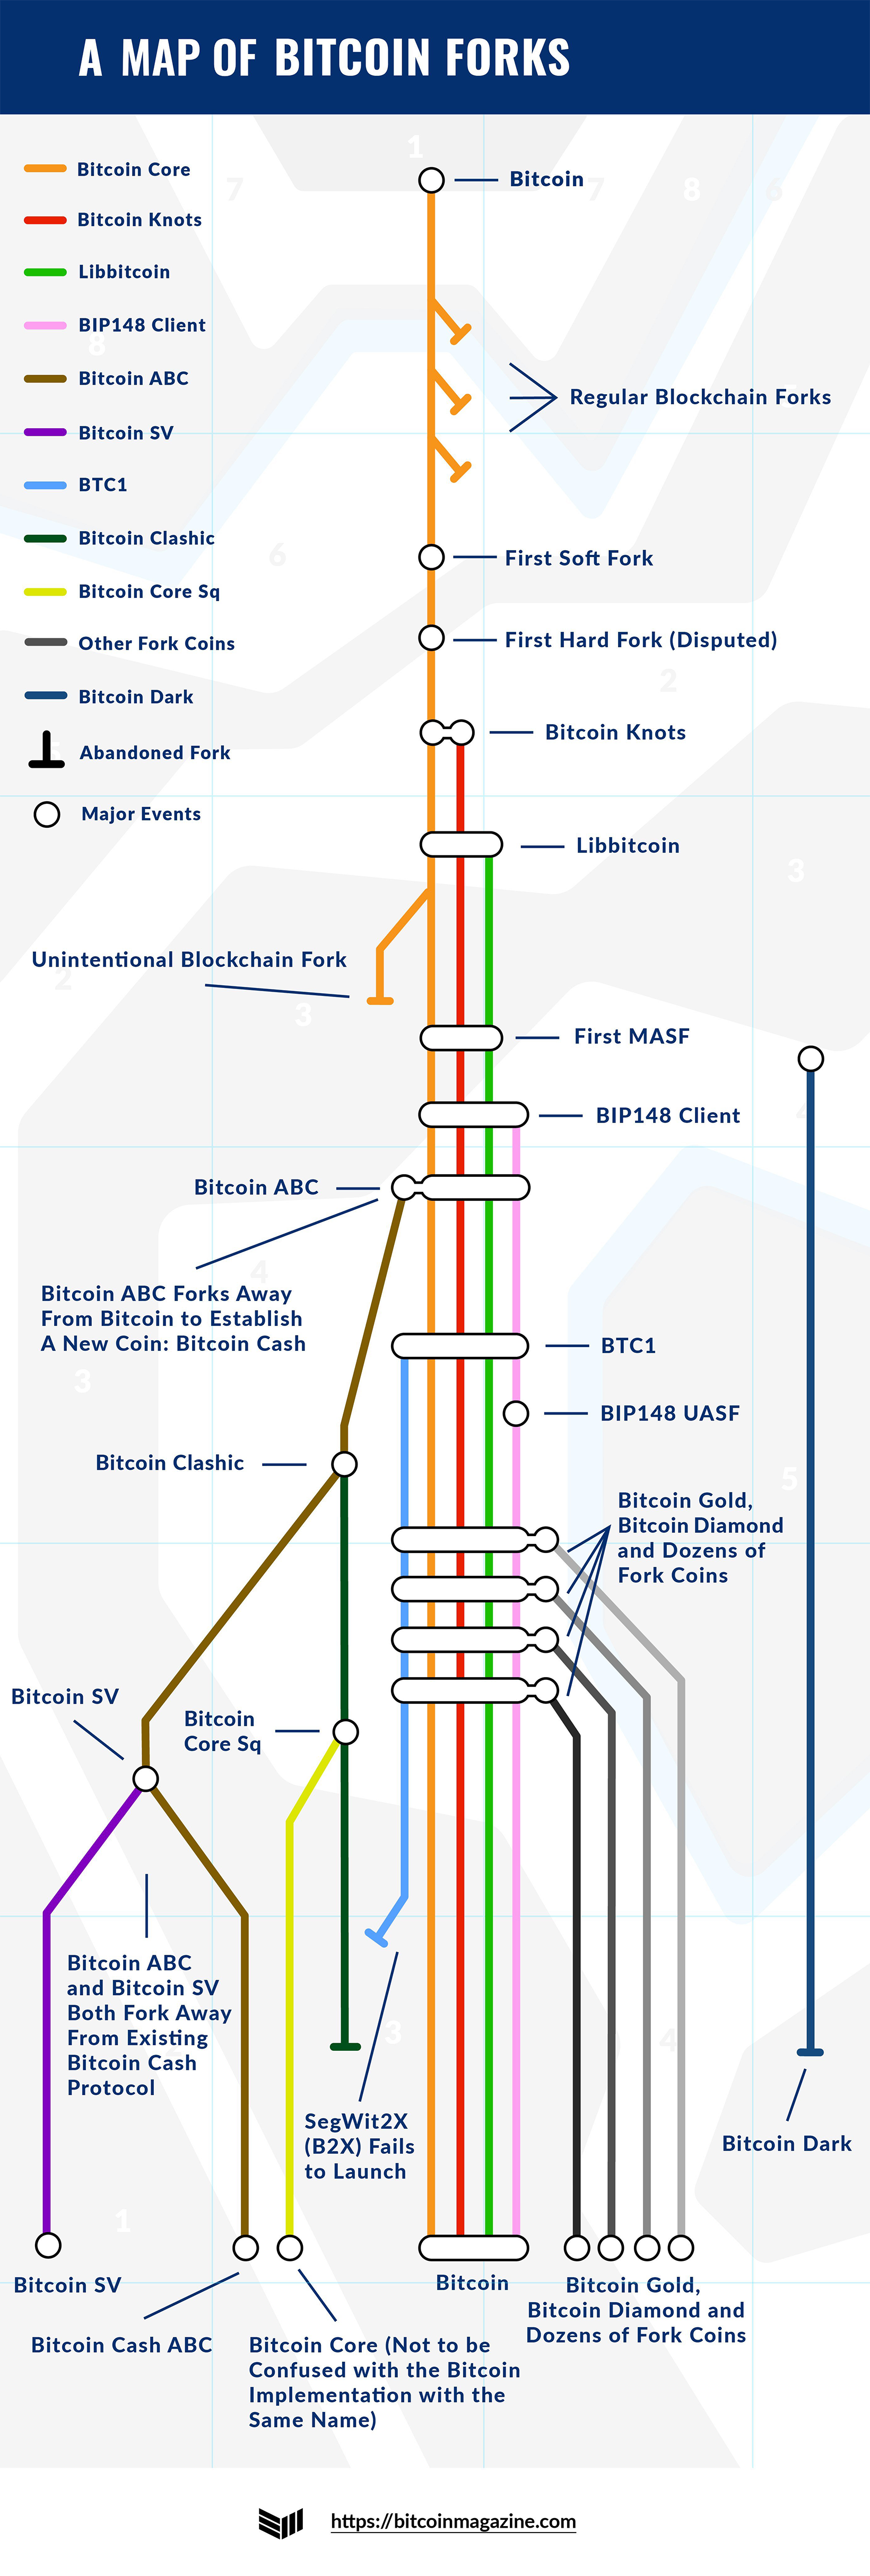 A MAP OF BITCOIN FORKS
Bitcoin Core
Bitcoin Knots
Libbitcoin
BIP148 Client
Bitcoin ABC
Bitcoin SV
BTC1
Bitcoin Clashic
Bitcoin Core Sq
Other Fork Coins
Bitcoin Dark
Abandoned Fork
Major Events
Bitcoin
Regular Blockchain Forks
First Soft Fork
First Hard Fork (Disputed)
Bitcoin Knots
Libbitcoin
Unintentional Blockchain Fork
First MASF
BIP148 Client
Bitcoin ABC
Bitcoin ABC Forks Away
From Bitcoin to Establish
A New Coin: Bitcoin Cash
BTC1
BIP148 UASF
Bitcoin Clashic
Bitcoin Gold,
Bitcoin Diamond
and Dozens of
Fork Coins
Bitcoin SV
Bitcoin
Core Sq
Bitcoin ABC
and Bitcoin SV
Both Fork Away
From Existing
Bitcoin Cash
Protocol
SegWit2X
(B2X) Fails
to Launch
Bitcoin Dark
Bitcoin SV
Bitcoin Cash ABC
Bitcoin Core (Not to be
Confused with the Bitcoin
Implementation with the
Same Name)
Bitcoin
Bitcoin Gold,
Bitcoin Diamond and
Dozens of Fork Coins
https://bitcoinmagazine.com